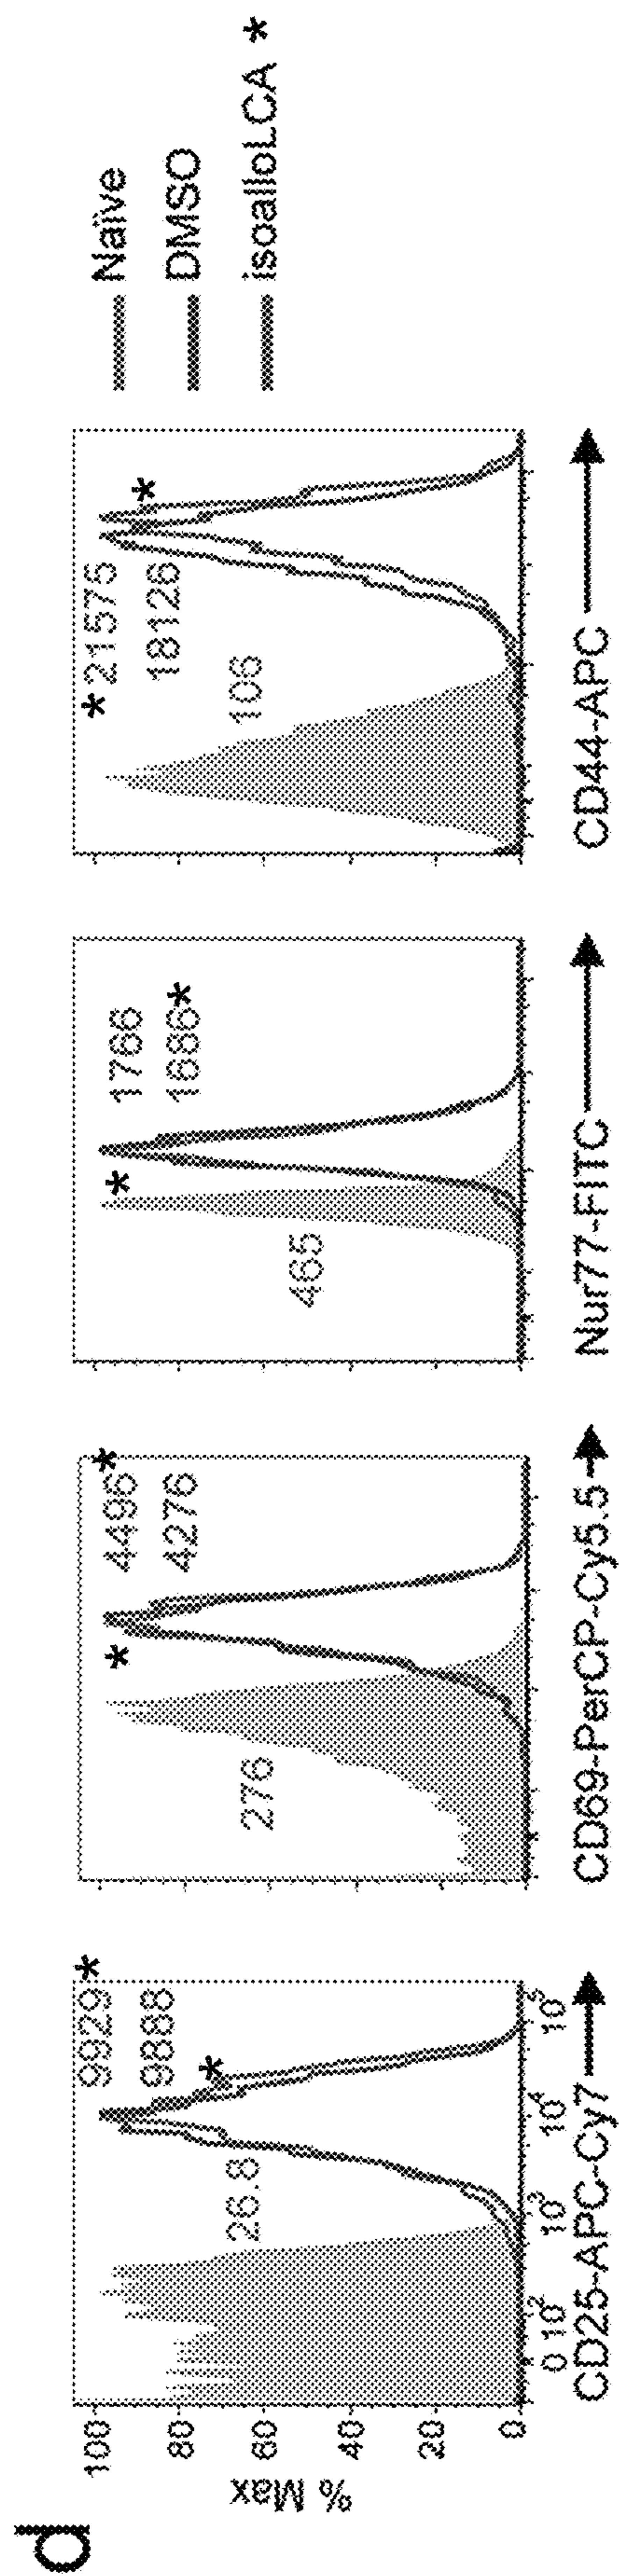 d
% Max
100
80
60
40
20
0
9929*
9888
*
26.8
0 10² 10³ 10⁴ 10⁵
CD25-APC-Cy7
4496*
4276
*
276
CD69-PerCP-Cy5.5
1766
1686*
*
465
Nur77-FITC
*21575
18126
*
106
CD44-APC
Naïve
DMSO
isoalloLCA *